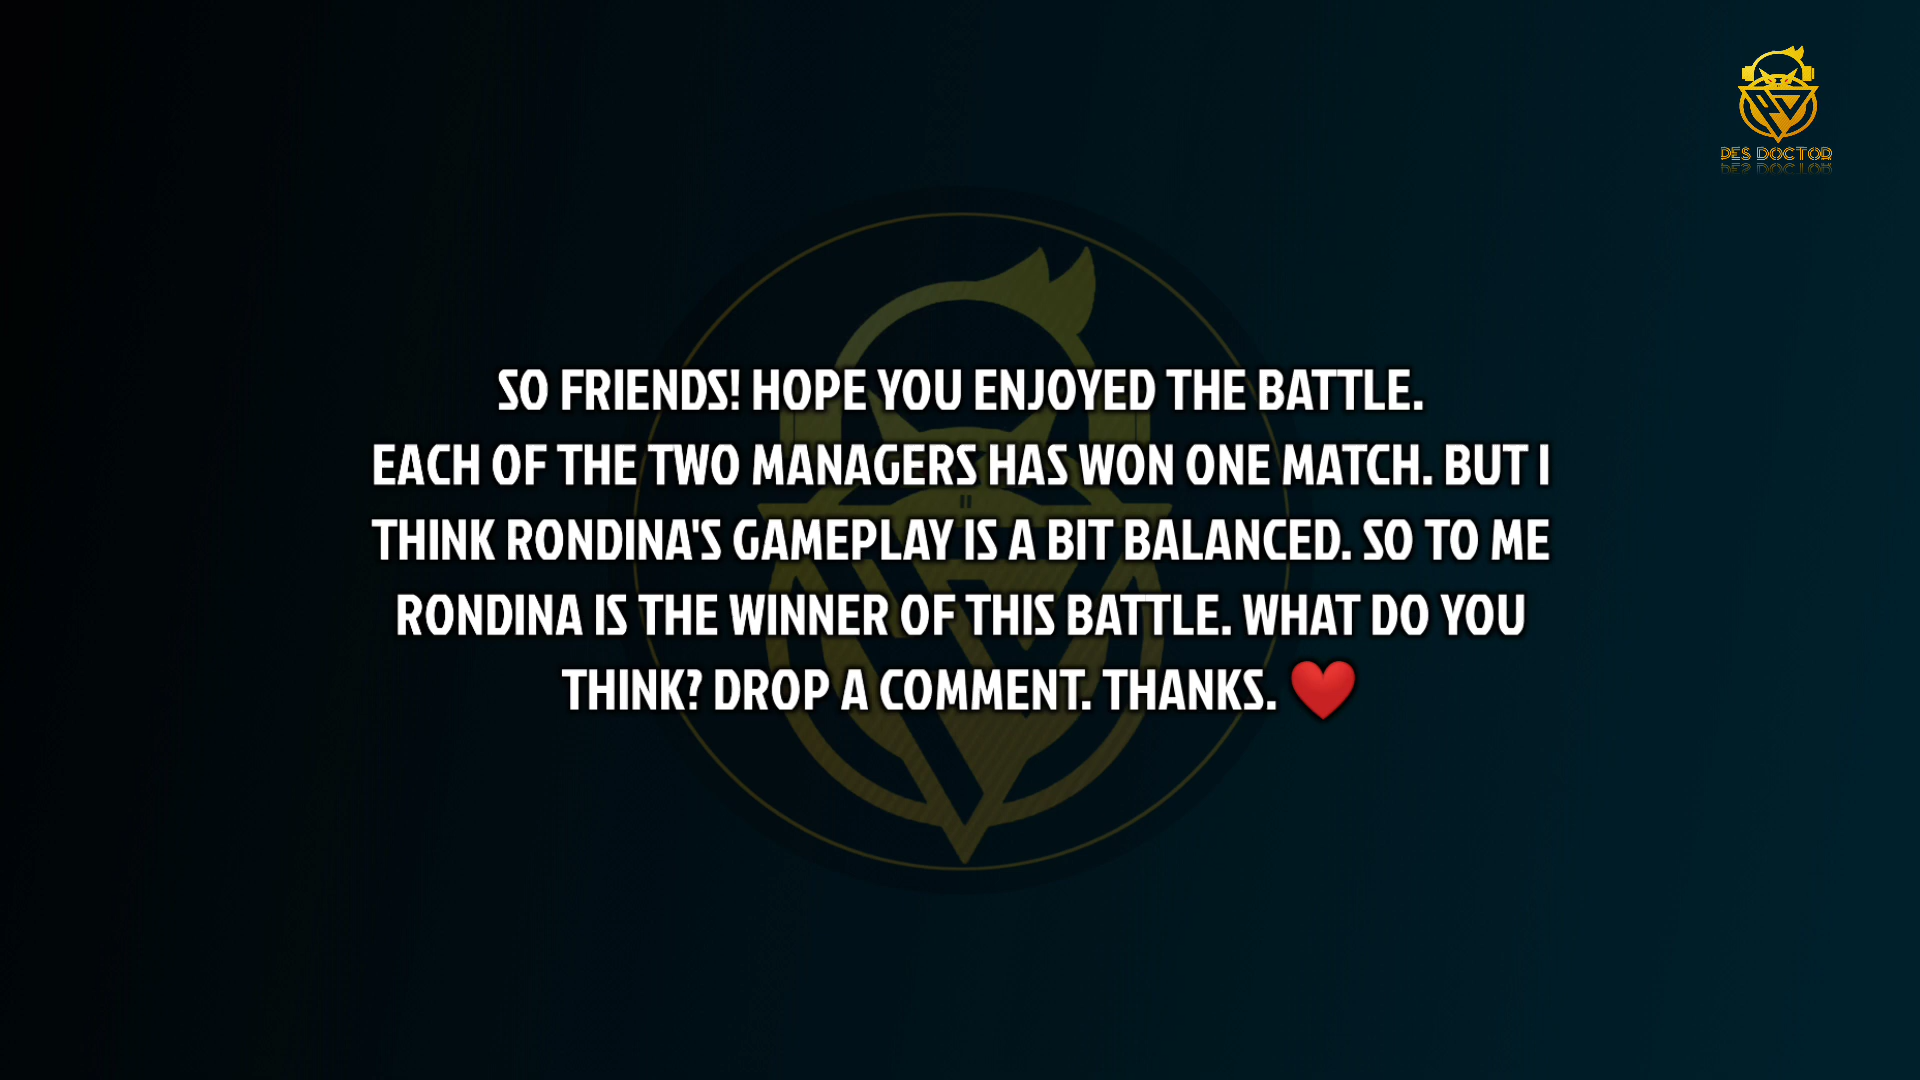 PES DOCTOR
SO FRIENDS! HOPE YOU ENJOYED THE BATTLE.
EACH OF THE TWO MANAGERS HAS WON ONE MATCH. BUT I
THINK RONDINA'S GAMEPLAY IS A BIT BALANCED. SO TO ME
RONDINA IS THE WINNER OF THIS BATTLE. WHAT DO YOU
THINK? DROP A COMMENT. THANKS. ❤️